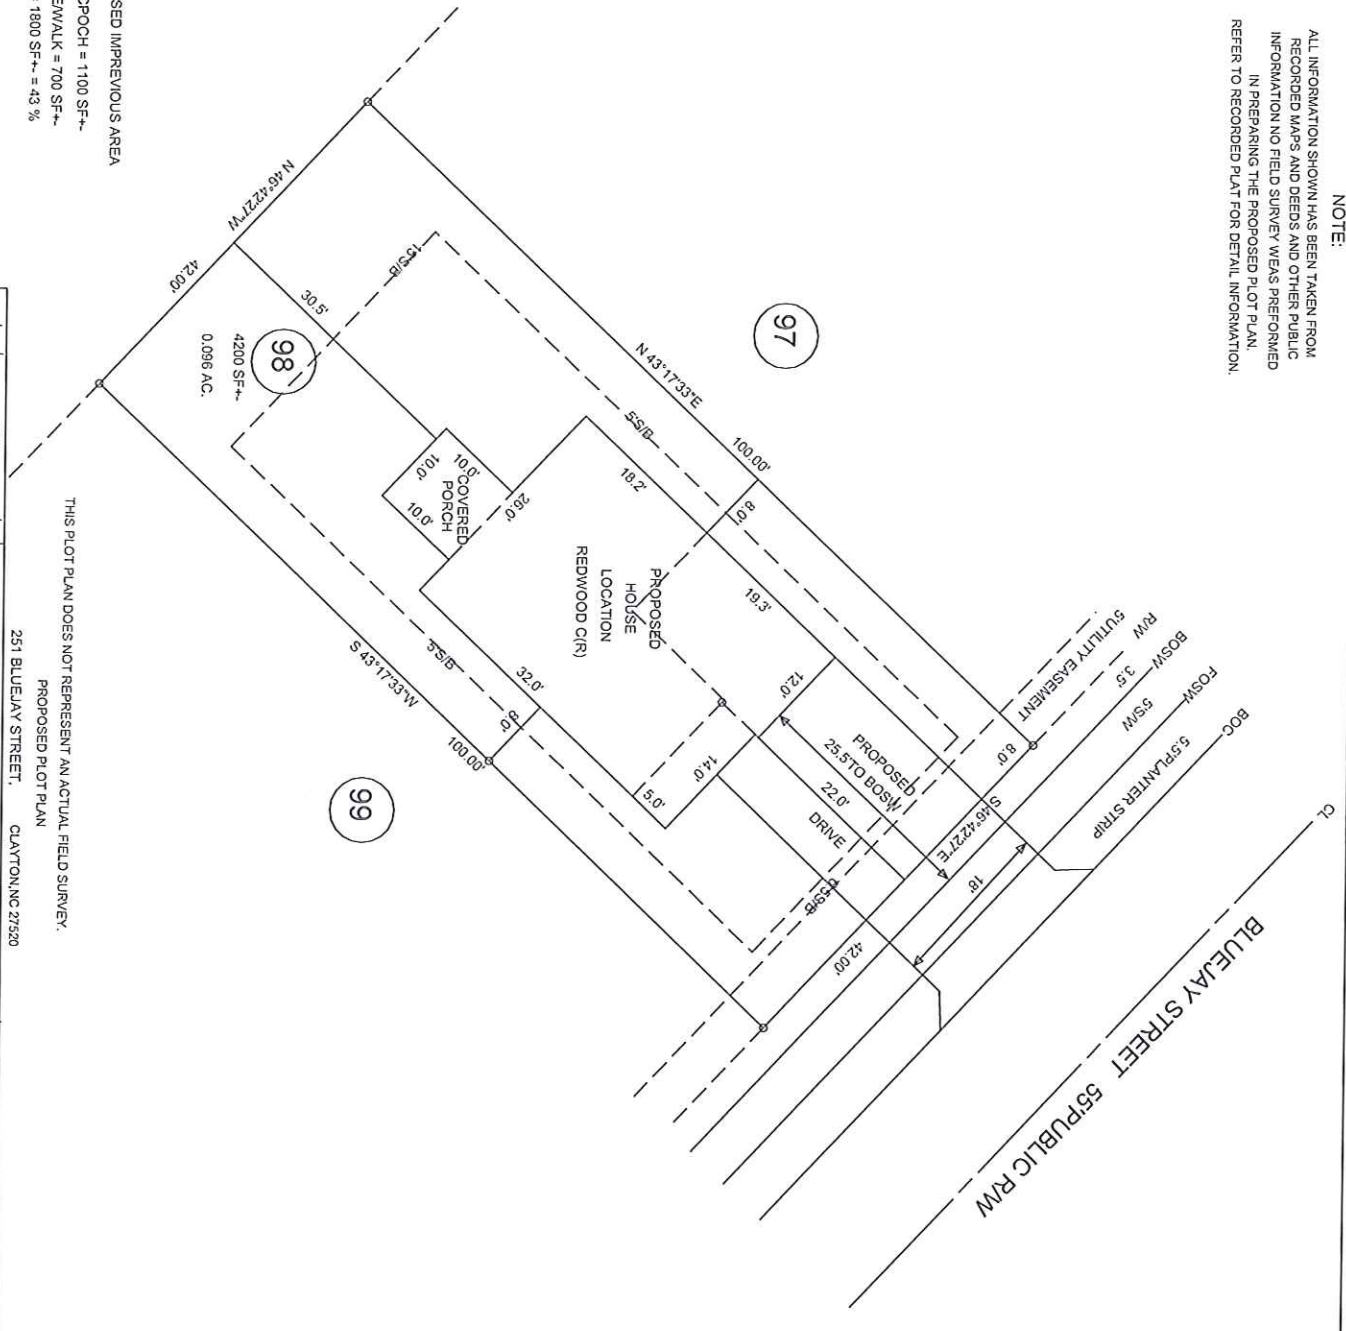 NOTE:
ALL INFORMATION SHOWN HAS BEEN TAKEN FROM
RECORDED MAPS AND DEEDS AND OTHER PUBLIC
INFORMATION NO FIELD SURVEY WEAS PREFORMED
IN PREPARING THE PROPOSED PLOT PLAN.
REFER TO RECORDED PLAT FOR DETAIL INFORMATION.
CL
BLUEJAY STREET 55'PUBLIC R/W
BOC
5.5'PLANTER STRIP
FOSW
5'S/W
BOSW
3.5'
R/W
5'UTILITY EASEMENT
8.0'
S 46°42'27"E
18'
42.00'
97
N 43°17'33"E
100.00'
5'S/B
8.0'
18.2'
19.3'
12.0'
PROPOSED
25.5'TO BOSW
22.0'
DRIVE
14.0'
5.0'
PROPOSED
HOUSE
LOCATION
REDWOOD C(R)
26.0'
32.0'
8.0'
COVERED
PORCH
10.0'
10.0'
10.0'
15'S/B
30.5'
N 46°42'27"W
42.00'
98
4200 SF+-
0.096 AC.
5'S/B
S 43°17'33"W
100.00'
99
SED IMPREVIOUS AREA
CPOCH = 1100 SF+-
E/WALK = 700 SF+-
= 1800 SF+- = 43 %
THIS PLOT PLAN DOES NOT REPRESENT AN ACTUAL FIELD SURVEY.
PROPOSED PLOT PLAN
251 BLUEJAY STREET, CLAYTON,NC 27520